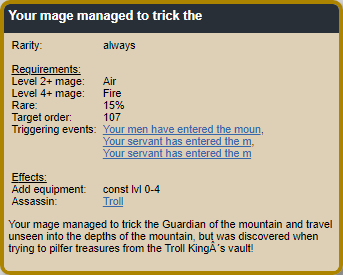 Your mage managed to trick the
Rarity: always
Requirements:
Level 2+ mage: Air
Level 4+ mage: Fire
Rare: 15%
Target order: 107
Triggering events: Your men have entered the moun,
Your servant has entered the m,
Your servant has entered the m
Effects:
Add equipment: const lvl 0-4
Assassin: Troll
Your mage managed to trick the Guardian of the mountain and travel
unseen into the depths of the mountain, but was discovered when
trying to pilfer treasures from the Troll KingÂ´s vault!